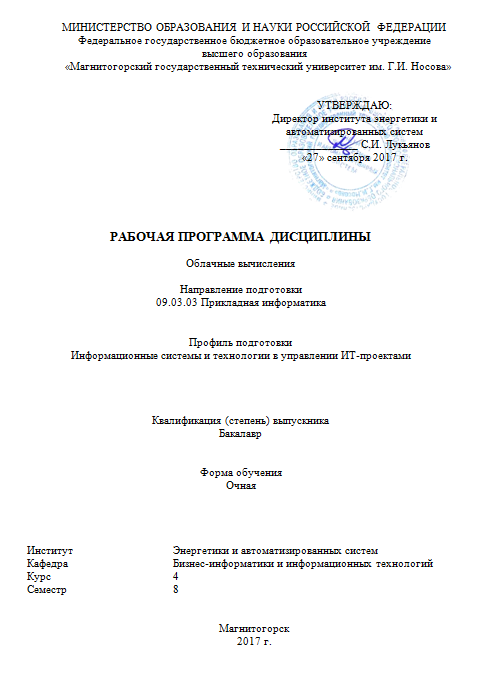 МИНИСТЕРСТВО ОБРАЗОВАНИЯ И НАУКИ РОССИЙСКОЙ ФЕДЕРАЦИИ
Федеральное государственное бюджетное образовательное учреждение
высшего образования
«Магнитогорский государственный технический университет им. Г.И. Носова»
УТВЕРЖДАЮ:
Директор института энергетики и
автоматизированных систем
С.И. Лукьянов
«27» сентября 2017 г.
РАБОЧАЯ ПРОГРАММА ДИСЦИПЛИНЫ
Облачные вычисления
Направление подготовки
09.03.03 Прикладная информатика
Профиль подготовки
Информационные системы и технологии в управлении ИТ-проектами
Квалификация (степень) выпускника
Бакалавр
Форма обучения
Очная
Институт Энергетики и автоматизированных систем
Кафедра Бизнес-информатики и информационных технологий
Курс 4
Семестр 8
Магнитогорск
2017 г.